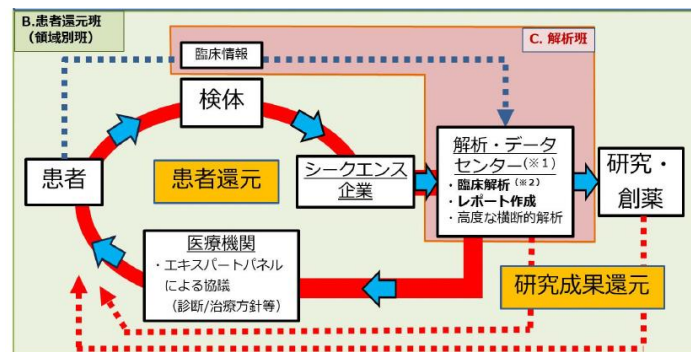 B.患者還元班
(領域別班)
臨床情報
C. 解析班
検体
患者
患者還元
シークエンス
企業
解析・データ
センター(※1)
・臨床解析(※2)
・レポート作成
・高度な横断的解析
研究・
創薬
医療機関
・エキスパートパネル
による協議
(診断/治療方針等)
研究成果還元